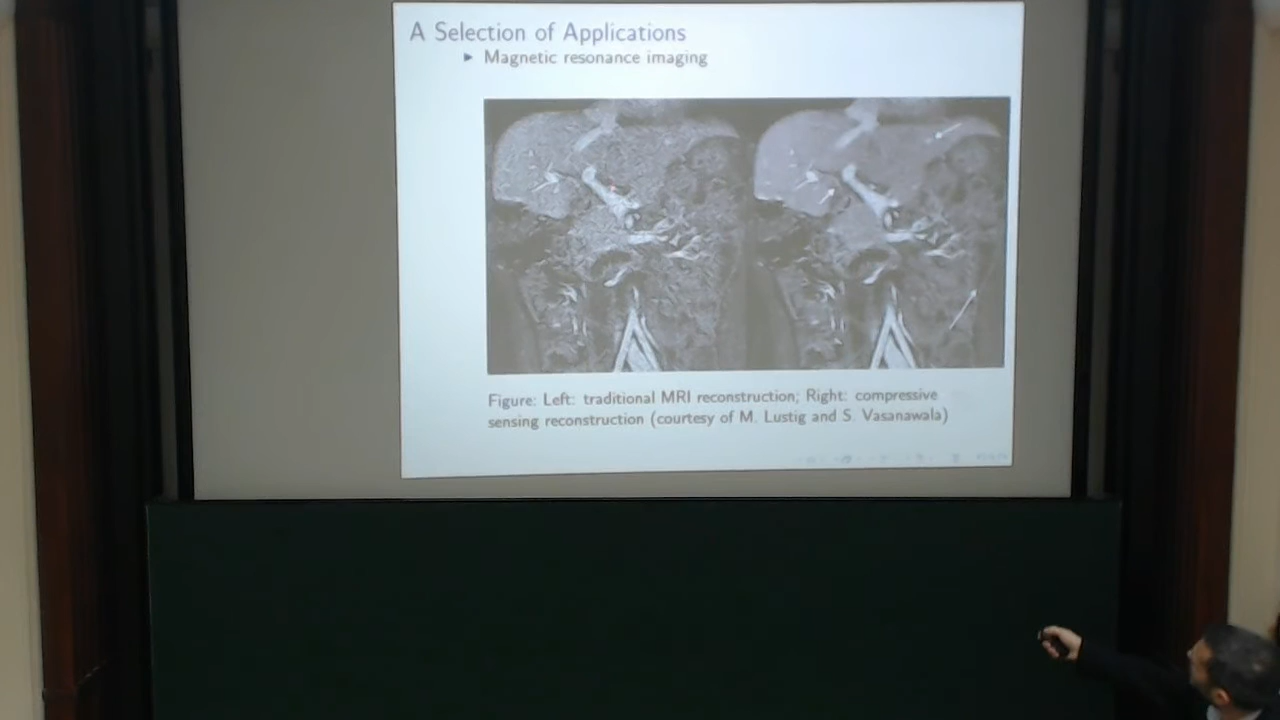 A Selection of Applications
▶ Magnetic resonance imaging
Figure: Left: traditional MRI reconstruction; Right: compressive
sensing reconstruction (courtesy of M. Lustig and S. Vasanawala)